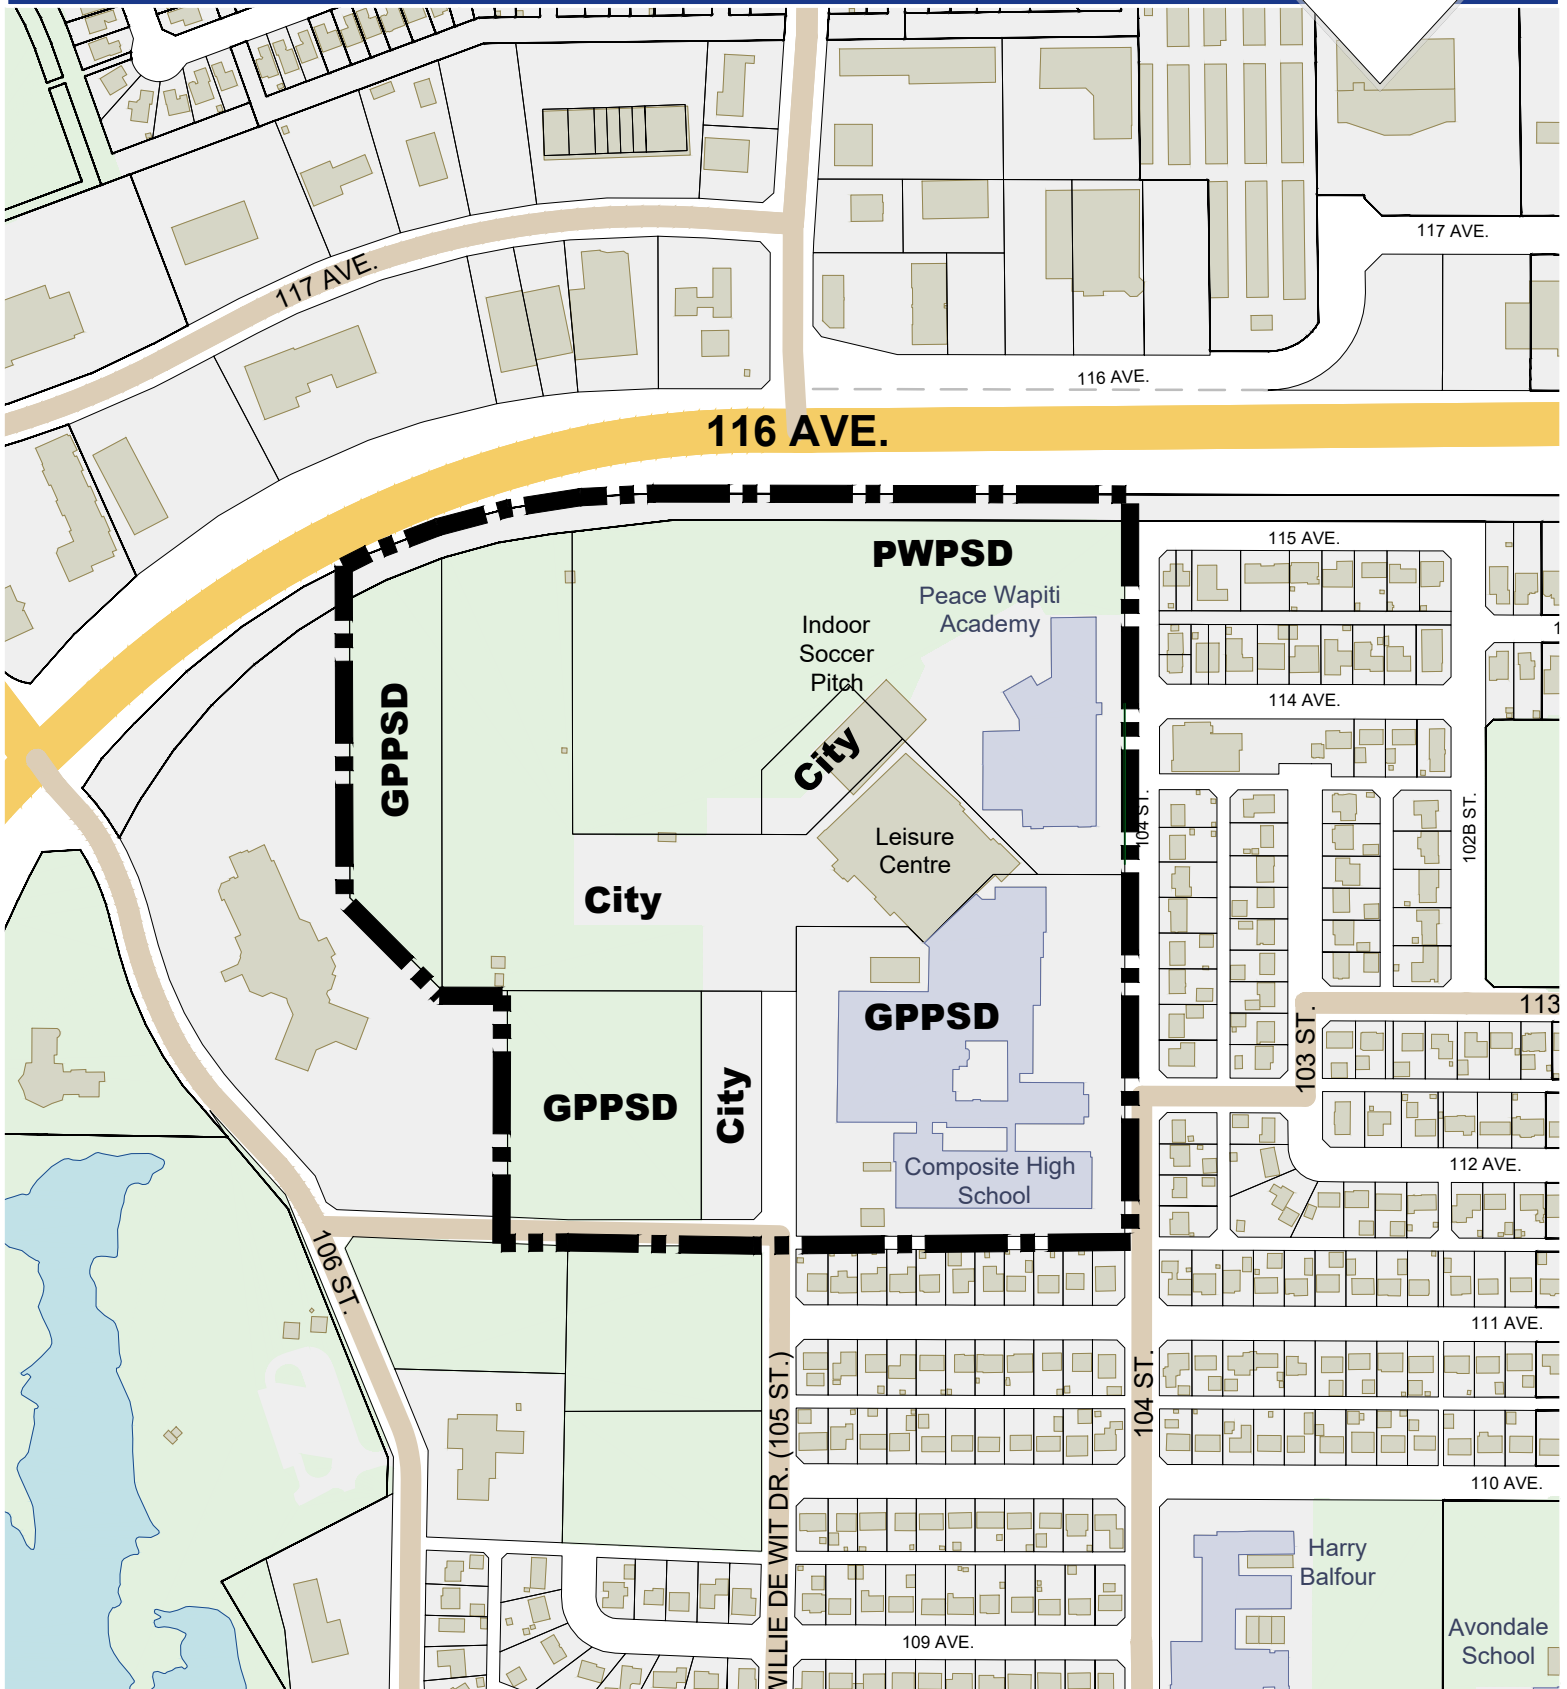 117 AVE.
117 AVE.
116 AVE.
116 AVE.
PWPSD
115 AVE.
Peace Wapiti
Academy
Indoor
Soccer
Pitch
114 AVE.
GPPSD
City
104 ST.
102B ST.
Leisure
Centre
City
GPPSD
113
103 ST.
GPPSD
City
Composite High
School
112 AVE.
106 ST.
111 AVE.
WILLIE DE WIT DR. (105 ST.)
104 ST.
110 AVE.
Harry
Balfour
Avondale
School
109 AVE.